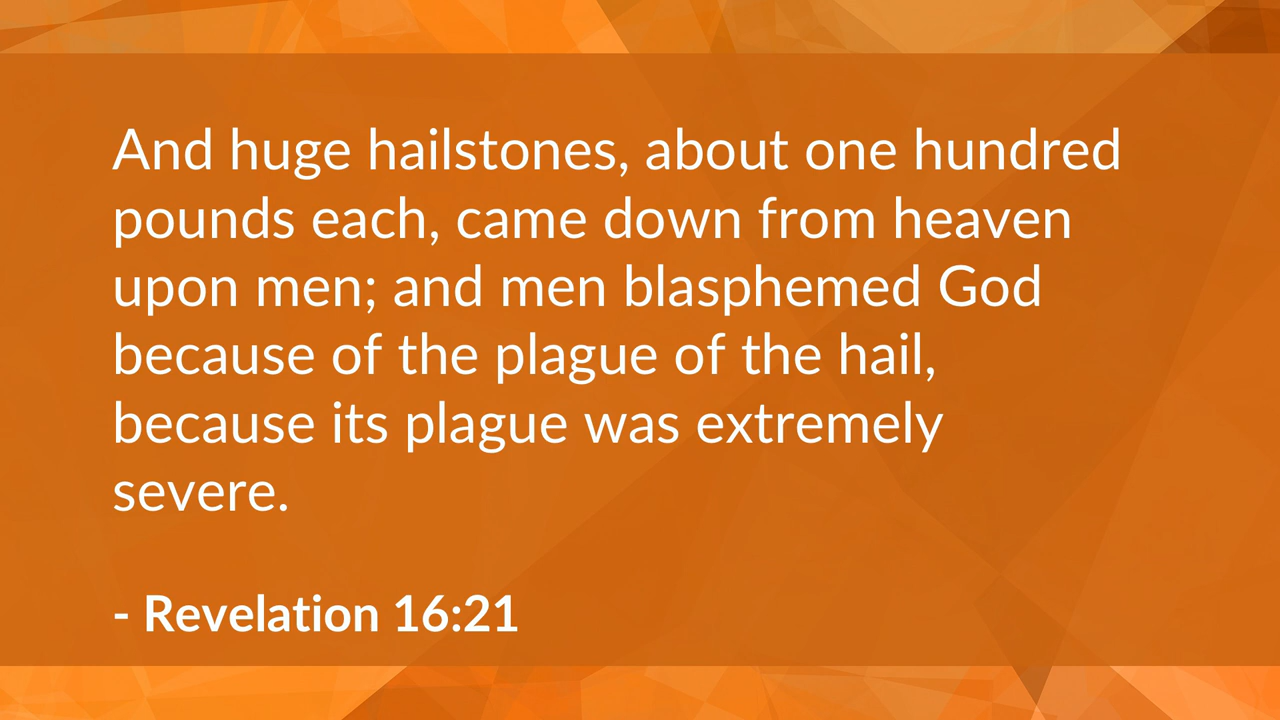 And huge hailstones, about one hundred
pounds each, came down from heaven
upon men; and men blasphemed God
because of the plague of the hail,
because its plague was extremely
severe.
- Revelation 16:21